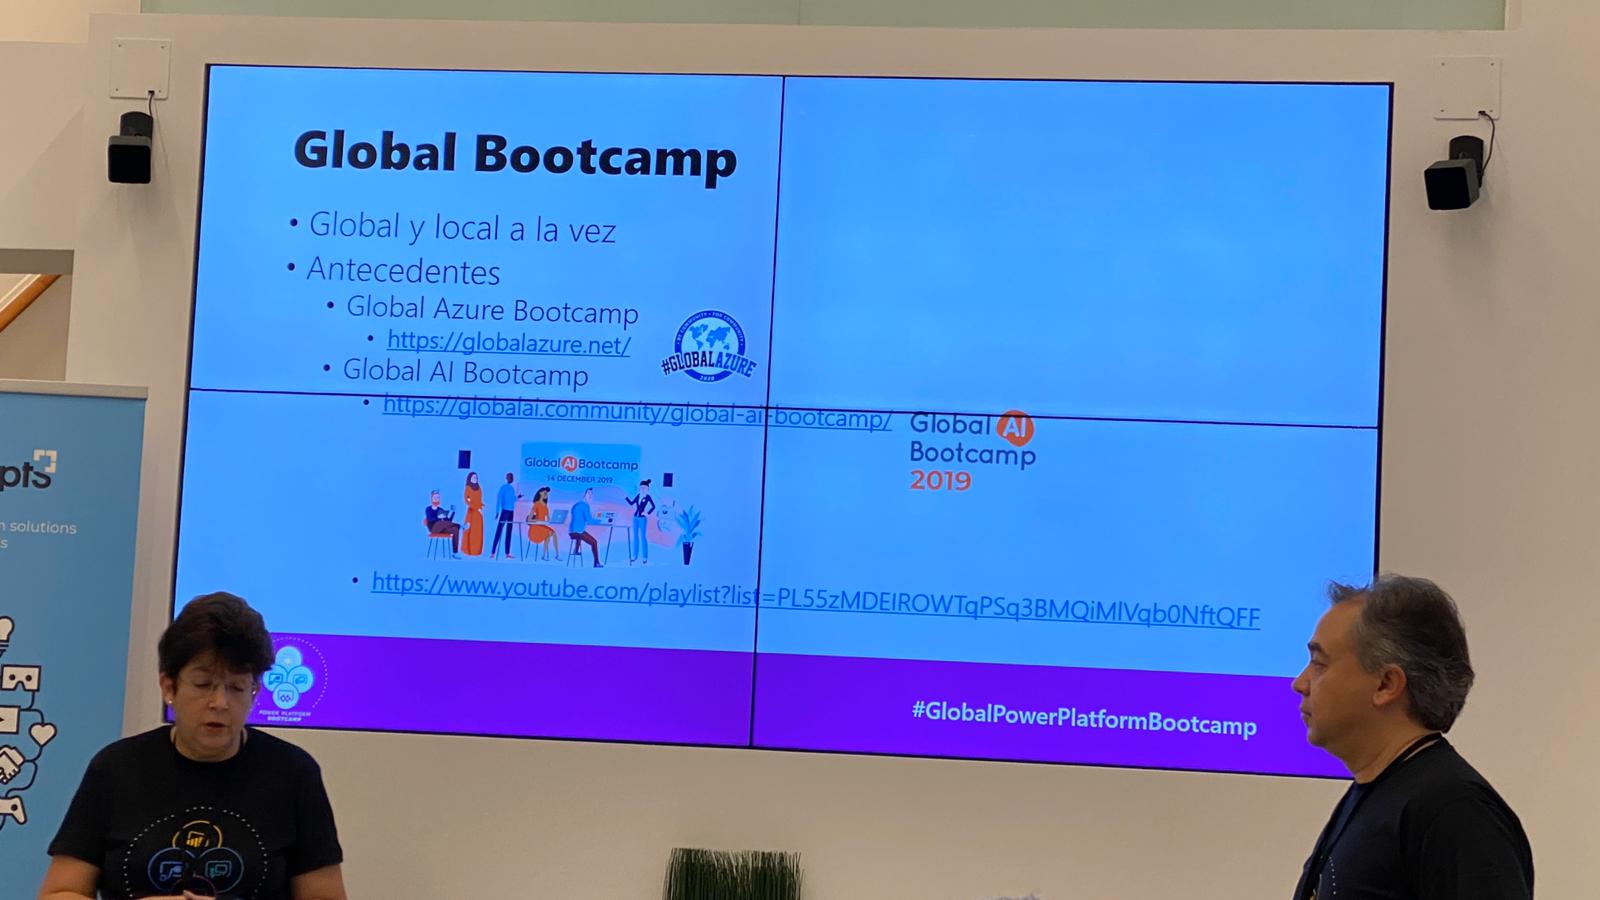 Global Bootcamp
• Global y local a la vez
• Antecedentes
• Global Azure Bootcamp
• https://globalazure.net/
#GLOBALAZURE
2020
• Global AI Bootcamp
• https://globalai.community/global-ai-bootcamp/
Global AI
Bootcamp
2019
Global AI Bootcamp
14 DECEMBER 2019
• https://www.youtube.com/playlist?list=PL55zMDEIROWTqPSq3BMQiMlVqb0NftQFF
POWER PLATFORM
BOOTCAMP
#GlobalPowerPlatformBootcamp
pts
solutions
s